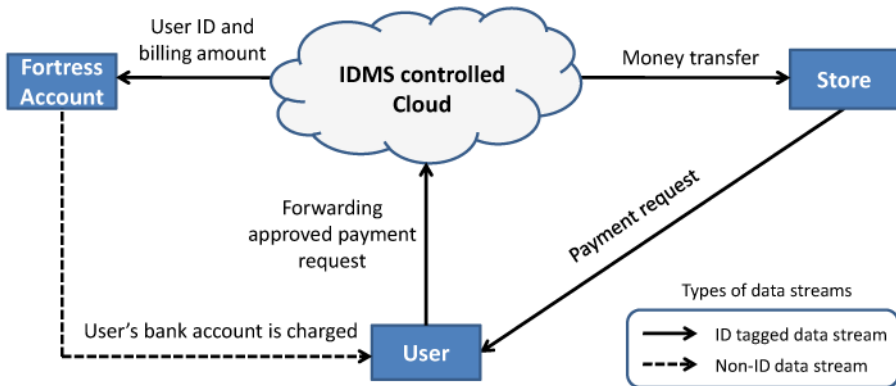 User ID and
billing amount
Fortress
Account
IDMS controlled
Cloud
Money transfer
Store
Forwarding
approved payment
request
Payment request
User's bank account is charged
User
Types of data streams
ID tagged data stream
Non-ID data stream